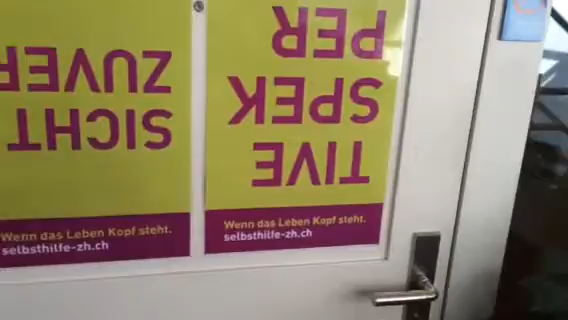 ZUVER
SICHT
Wenn das Leben Kopf steht.
selbsthilfe-zh.ch
PER
SPEK
TIVE
Wenn das Leben Kopf steht.
selbsthilfe-zh.ch